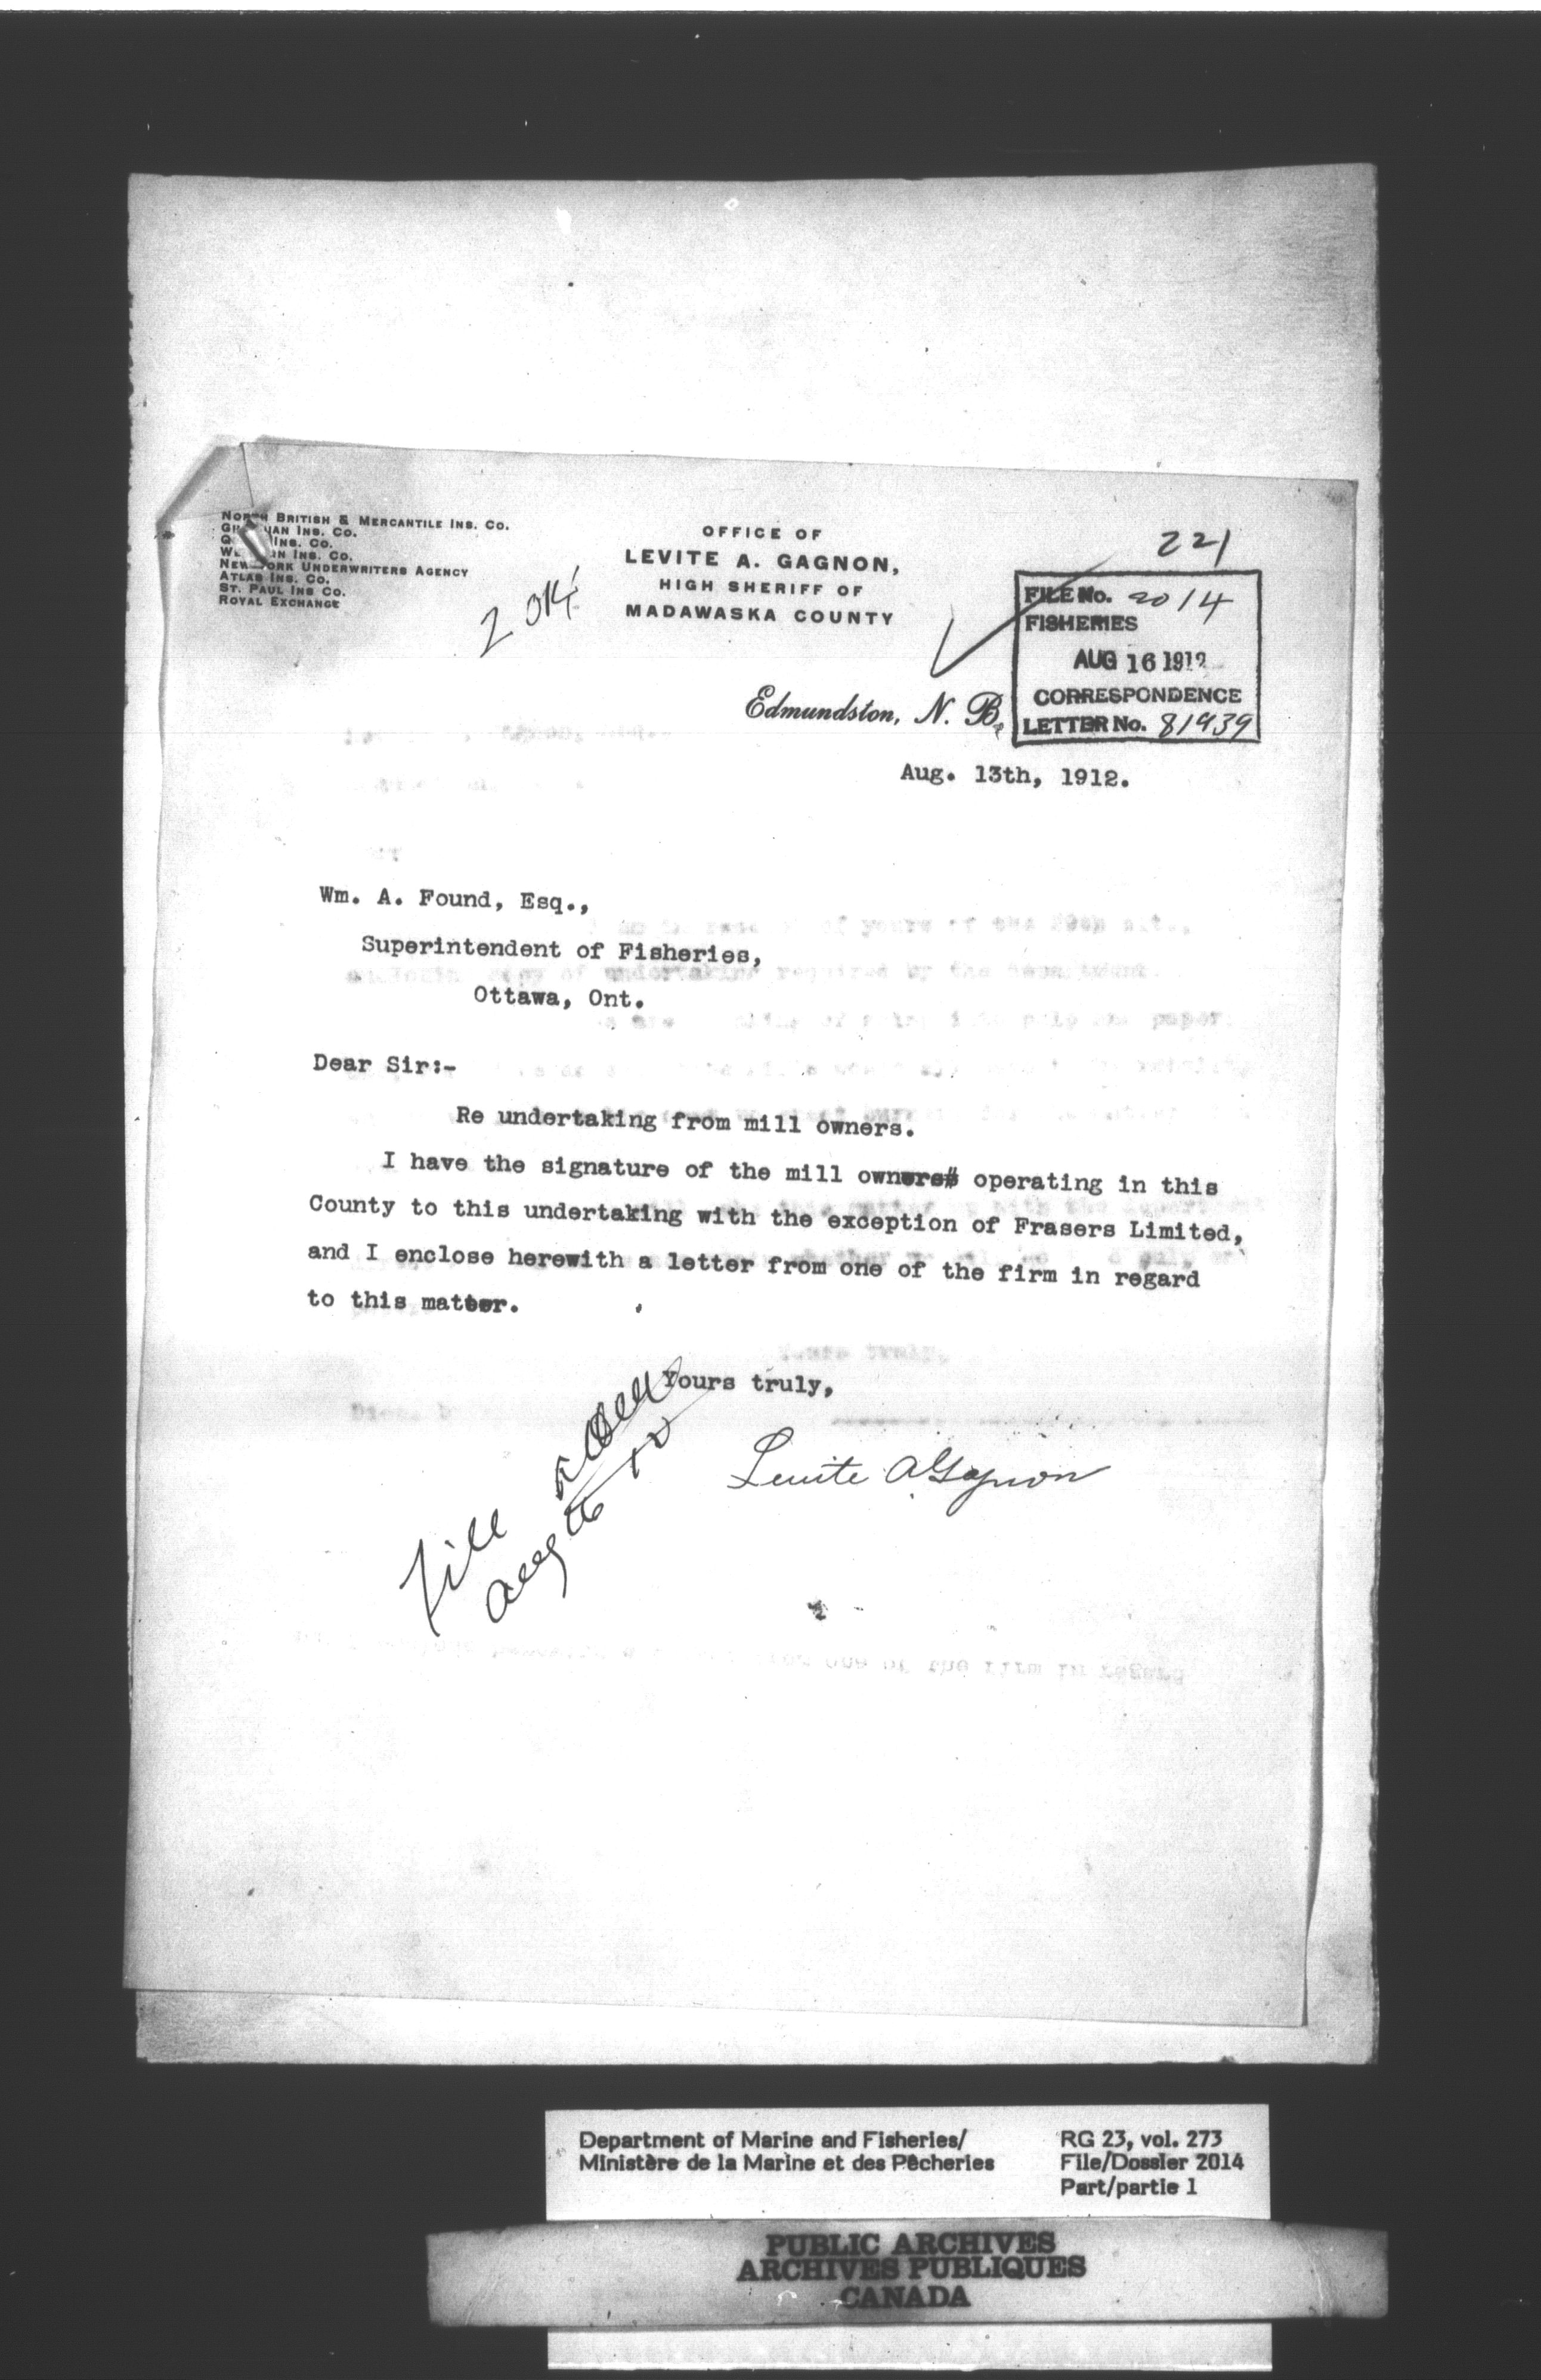 North British & Mercantile Ins. Co.
Ins. Co.
Ins. Co.
Ins. Co.
New York Underwriters Agency
Atlas Ins. Co.
St. Paul Ins Co.
Royal Exchange
2014
OFFICE OF
LEVITE A. GAGNON,
HIGH SHERIFF OF
MADAWASKA COUNTY
221
FILE No. 2014
FISHERIES
AUG 16 1912
CORRESPONDENCE
LETTER No. 81939
Edmundston, N. B.
Aug. 13th, 1912.
Wm. A. Found, Esq.,
Superintendent of Fisheries,
Ottawa, Ont.
Dear Sir:-
Re undertaking from mill owners.
I have the signature of the mill owners operating in this
County to this undertaking with the exception of Frasers Limited,
and I enclose herewith a letter from one of the firm in regard
to this matter.
Yours truly,
Levite A Gagnon
File
Aug
Department of Marine and Fisheries/
Ministère de la Marine et des Pêcheries
RG 23, vol. 273
File/Dossier 2014
Part/partie 1
PUBLIC ARCHIVES
ARCHIVES PUBLIQUES
CANADA